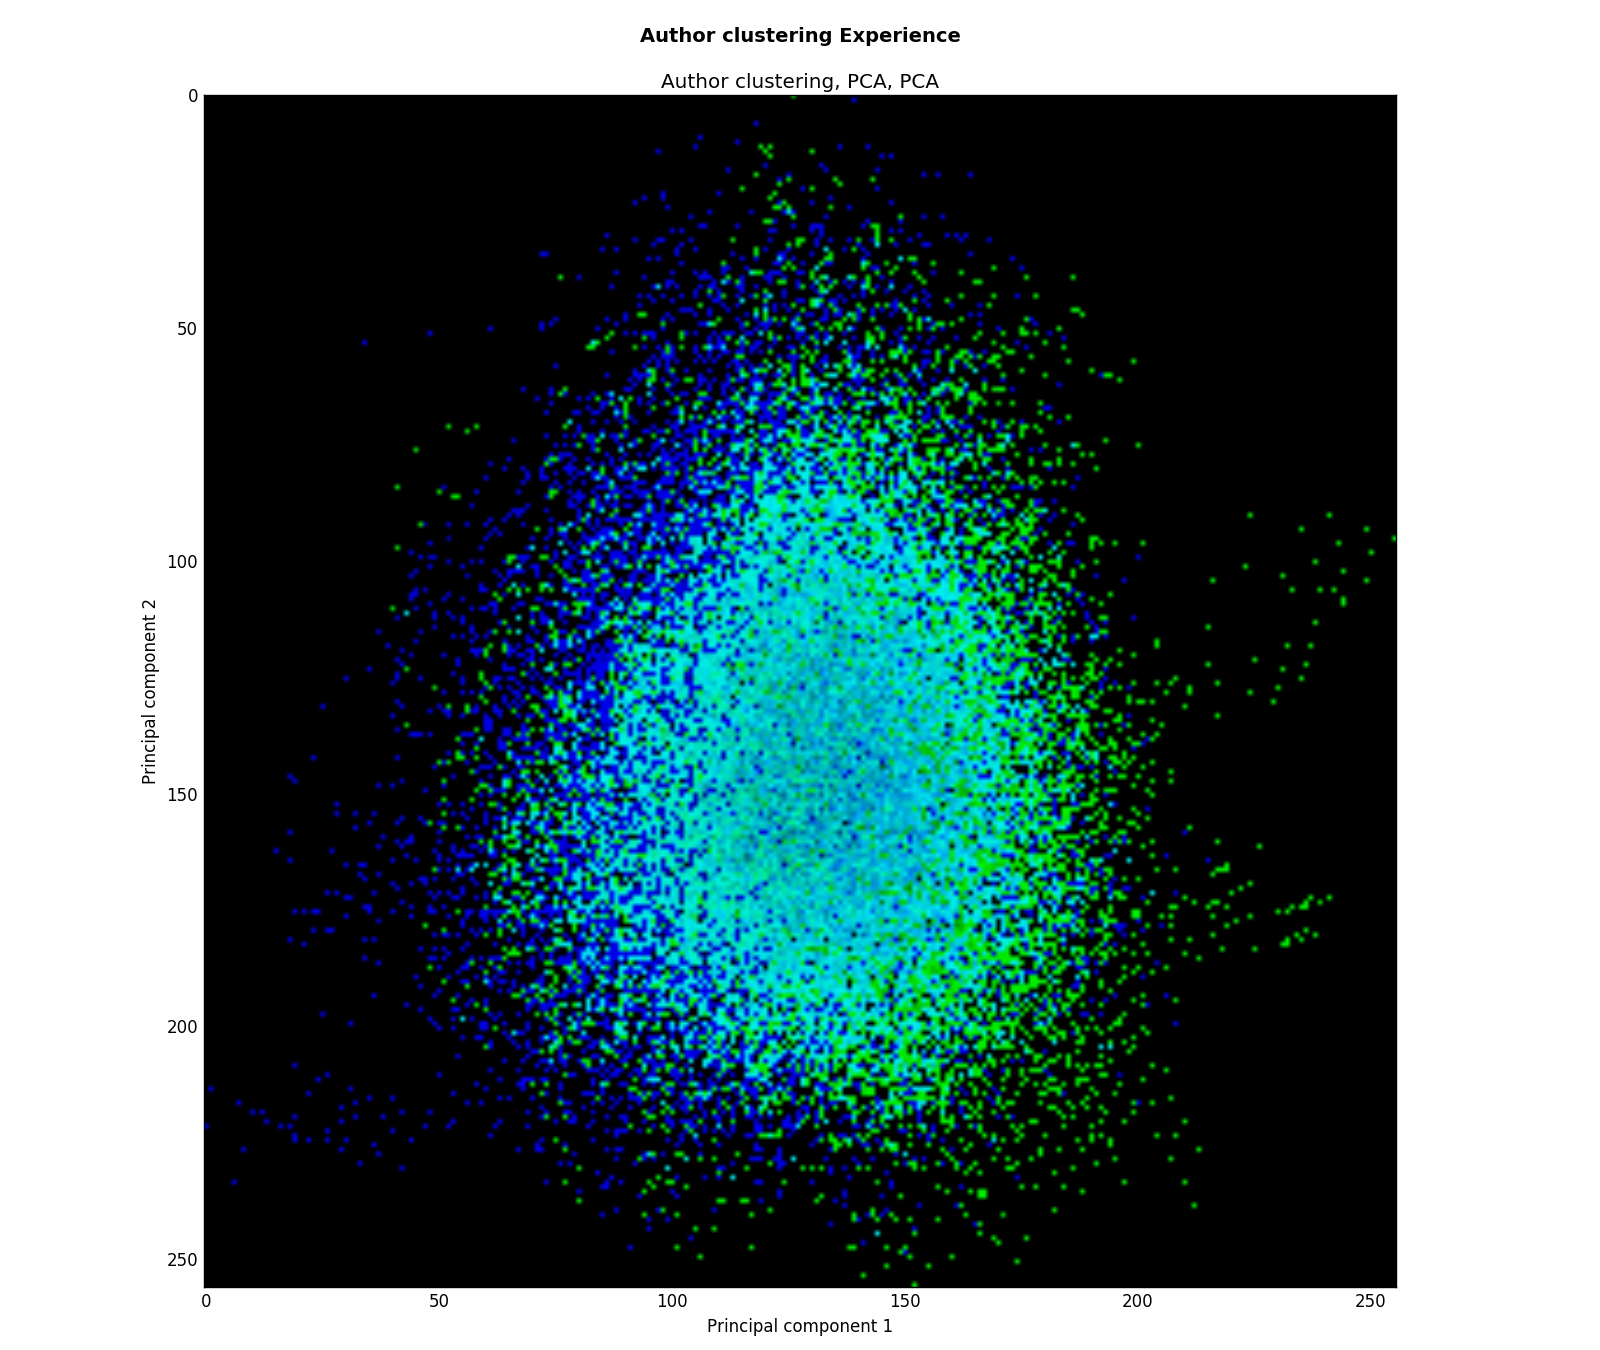 Author clustering Experience
Author clustering, PCA, PCA
0
50
100
150
200
250
Principal component 2
0 50 100 150 200 250
Principal component 1